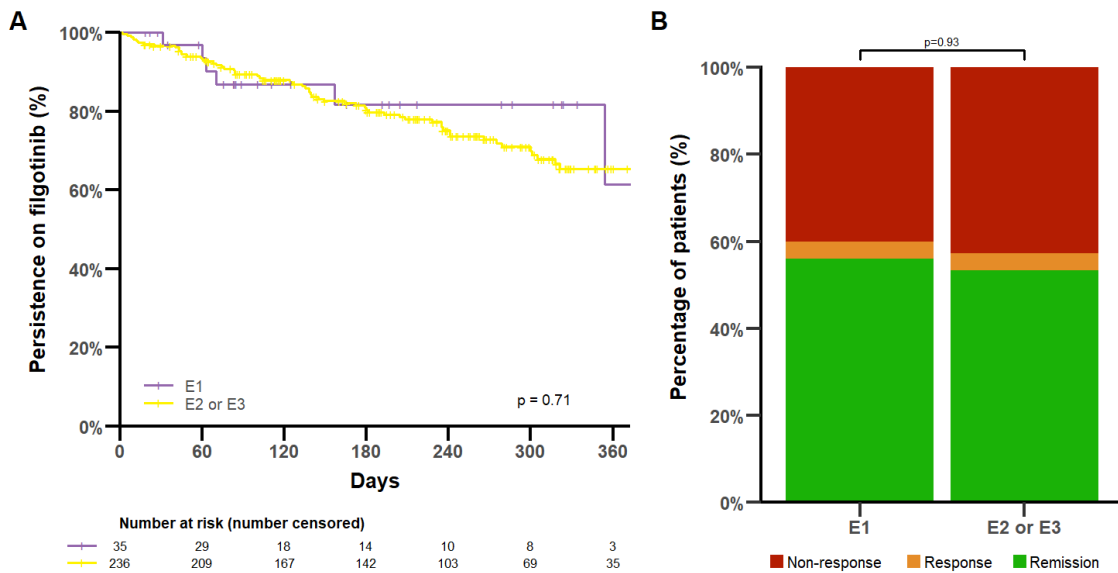 A
Persistence on filgotinib (%)
100%
80%
60%
40%
20%
0%
E1
E2 or E3
p = 0.71
0 60 120 180 240 300 360
Days
Number at risk (number censored)
35 29 18 14 10 8 3
236 209 167 142 103 69 35
B
p=0.93
Percentage of patients (%)
100%
80%
60%
40%
20%
0%
E1 E2 or E3
Non-response Response Remission